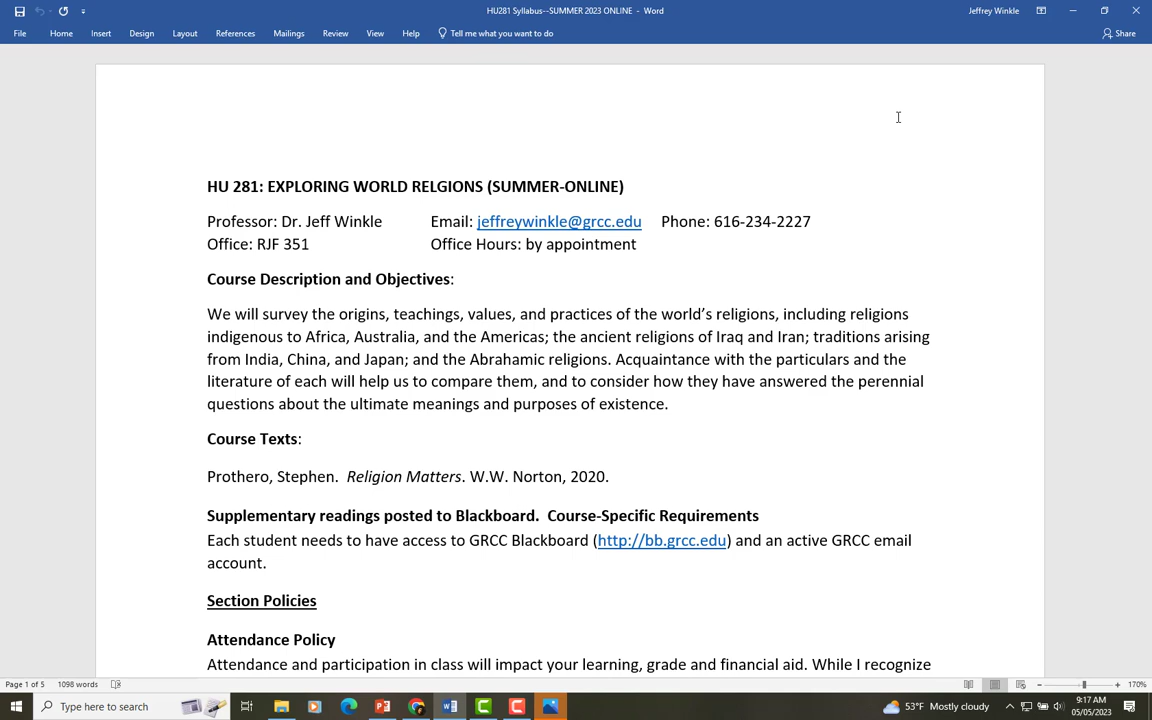 HU281 Syllabus--SUMMER 2023 ONLINE - Word
Jeffrey Winkle
File Home Insert Design Layout References Mailings Review View Help Tell me what you want to do Share
HU 281: EXPLORING WORLD RELGIONS (SUMMER-ONLINE)
Professor: Dr. Jeff Winkle Email: jeffreywinkle@grcc.edu Phone: 616-234-2227
Office: RJF 351 Office Hours: by appointment
Course Description and Objectives:
We will survey the origins, teachings, values, and practices of the world's religions, including religions
indigenous to Africa, Australia, and the Americas; the ancient religions of Iraq and Iran; traditions arising
from India, China, and Japan; and the Abrahamic religions. Acquaintance with the particulars and the
literature of each will help us to compare them, and to consider how they have answered the perennial
questions about the ultimate meanings and purposes of existence.
Course Texts:
Prothero, Stephen. Religion Matters. W.W. Norton, 2020.
Supplementary readings posted to Blackboard. Course-Specific Requirements
Each student needs to have access to GRCC Blackboard (http://bb.grcc.edu) and an active GRCC email
account.
Section Policies
Attendance Policy
Attendance and participation in class will impact your learning, grade and financial aid. While I recognize
Page 1 of 5 1098 words 170%
Type here to search
53°F Mostly cloudy
9:17 AM
05/05/2023